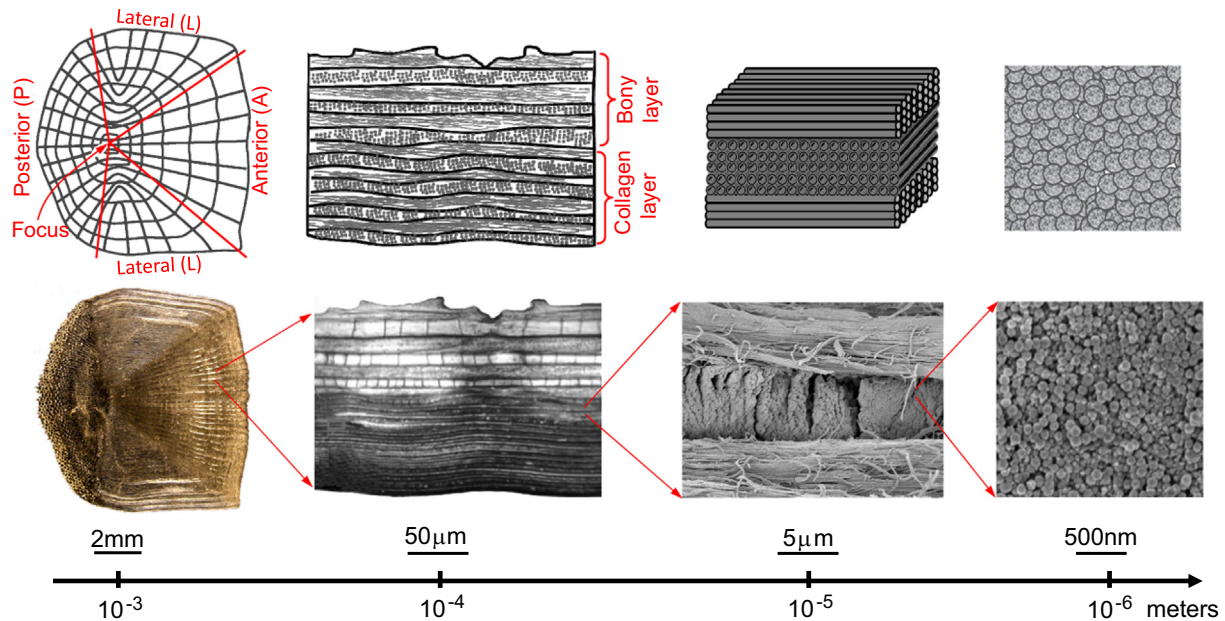 Lateral (L)
Posterior (P)
Anterior (A)
Focus
Lateral (L)
Bony
layer
Collagen
layer
2mm
50μm
5μm
500nm
10-3
10-4
10-5
10-6
meters